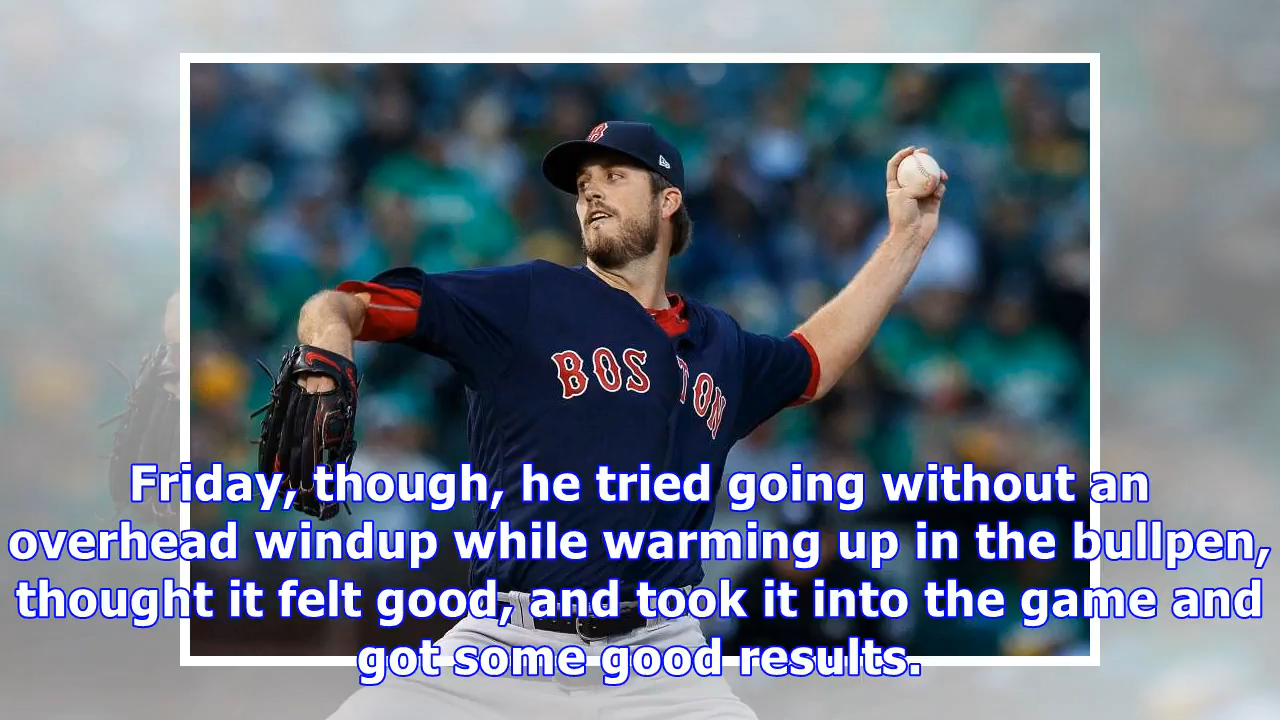 B
BOSTON
Friday, though, he tried going without an
overhead windup while warming up in the bullpen,
thought it felt good, and took it into the game and
got some good results.